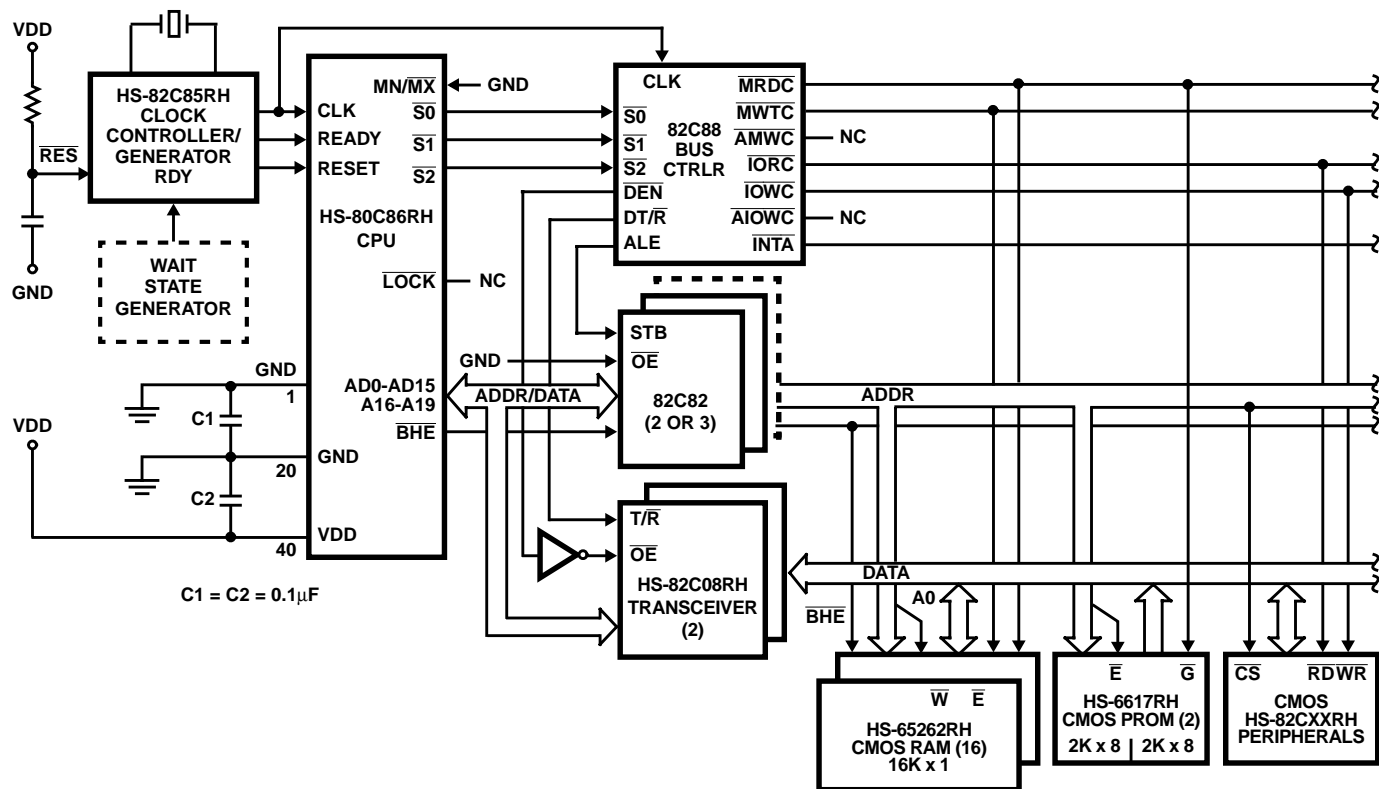 VDD
RES
GND
HS-82C85RH
CLOCK
CONTROLLER/
GENERATOR
RDY
WAIT
STATE
GENERATOR
MN/MX
GND
CLK
READY
RESET
S0
S1
S2
HS-80C86RH
CPU
LOCK
NC
AD0-AD15
A16-A19
BHE
GND
1
C1
VDD
GND
20
C2
VDD
40
C1 = C2 = 0.1μF
ADDR/DATA
CLK
S0
S1
S2
DEN
DT/R
ALE
82C88
BUS
CTRLR
MRDC
MWTC
AMWC
NC
IORC
IOWC
AIOWC
NC
INTA
STB
GND
OE
82C82
(2 OR 3)
ADDR
T/R
OE
HS-82C08RH
TRANSCEIVER
(2)
DATA
BHE
A0
W E
HS-65262RH
CMOS RAM (16)
16K x 1
E G
HS-6617RH
CMOS PROM (2)
2K x 8 | 2K x 8
CS RD WR
CMOS
HS-82CXXRH
PERIPHERALS